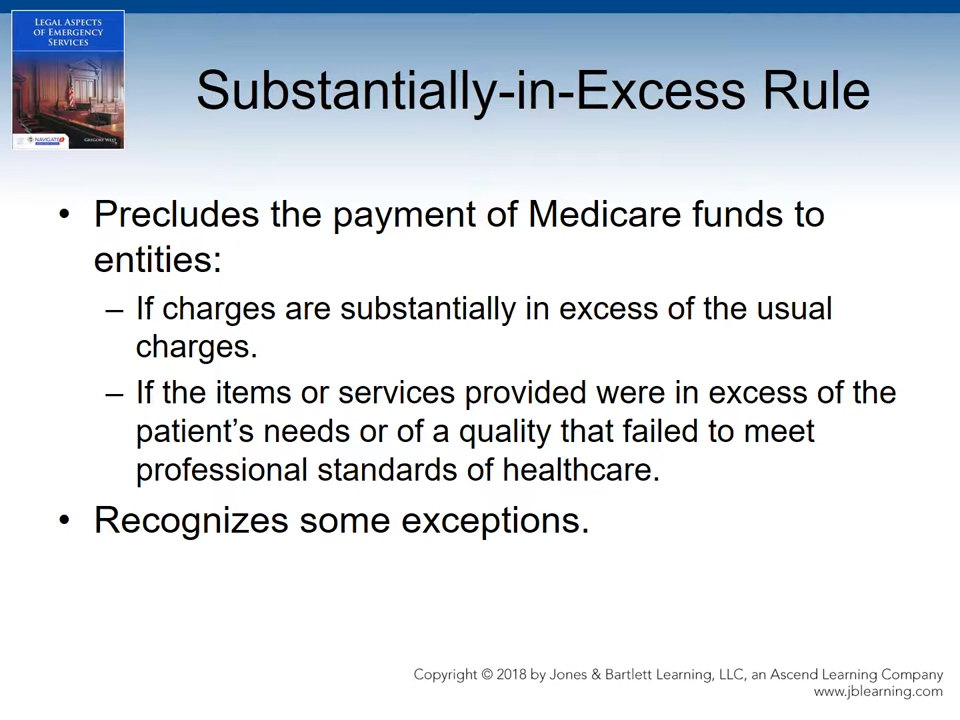 LEGAL ASPECTS
OF EMERGENCY
SERVICES
NAVIGATE
Substantially-in-Excess Rule
• Precludes the payment of Medicare funds to
entities:
– If charges are substantially in excess of the usual
charges.
– If the items or services provided were in excess of the
patient’s needs or of a quality that failed to meet
professional standards of healthcare.
• Recognizes some exceptions.
Copyright © 2018 by Jones & Bartlett Learning, LLC, an Ascend Learning Company
www.jblearning.com